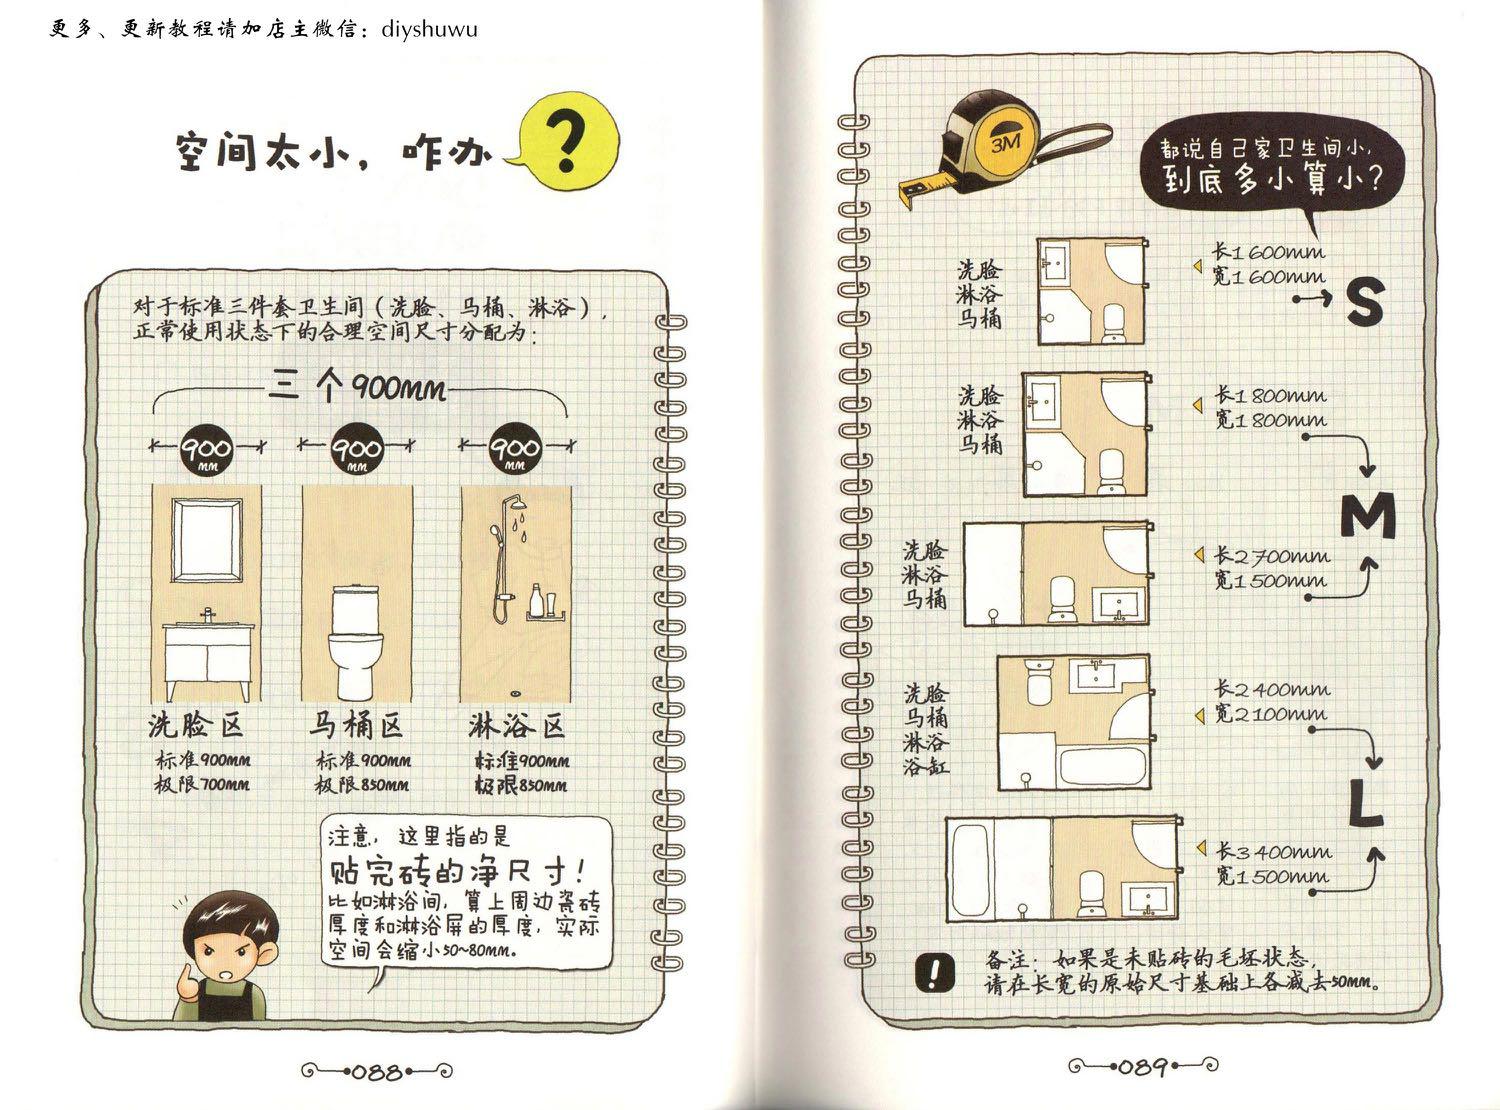 更多、更新教程请加店主微信：diyshuwu
空间太小，咋办
?
对于标准三件套卫生间（洗脸、马桶、淋浴），
正常使用状态下的合理空间尺寸分配为：
三个900mm
900
MM
900
MM
900
MM
洗脸区
标准900mm
极限700mm
马桶区
标准900mm
极限850mm
淋浴区
标准900mm
极限850mm
注意，这里指的是
贴完砖的净尺寸！
比如淋浴间，算上周边瓷砖
厚度和淋浴屏的厚度，实际
空间会缩小50~80mm。
088
3M
都说自己家卫生间小，
到底多小算小？
洗脸
淋浴
马桶
长1600mm
宽1600mm
S
洗脸
淋浴
马桶
长1800mm
宽1800mm
M
洗脸
淋浴
马桶
长2700mm
宽1500mm
洗脸
马桶
淋浴
浴缸
长2400mm
宽2100mm
L
长3400mm
宽1500mm
!
备注：如果是未贴砖的毛坯状态，
请在长宽的原始尺寸基础上各减去50mm。
089